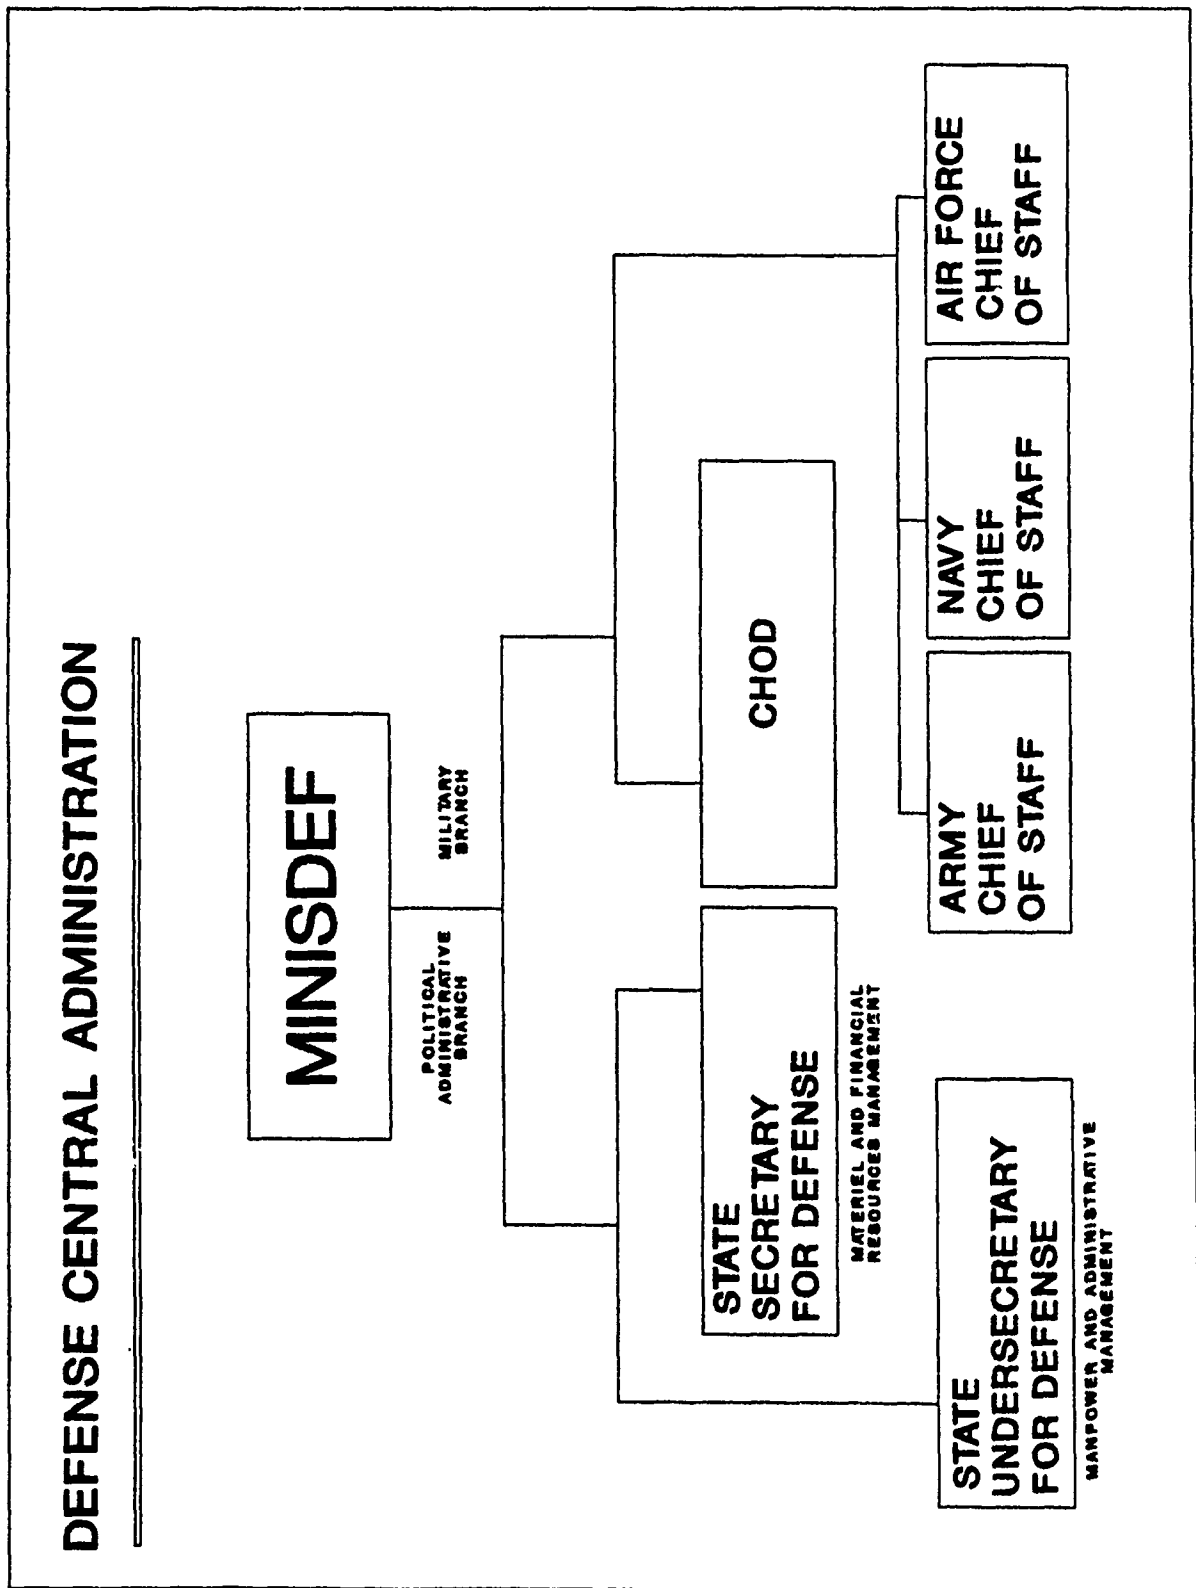 DEFENSE CENTRAL ADMINISTRATION
MINISDEF
POLITICAL
ADMINISTRATIVE
BRANCH
MILITARY
BRANCH
STATE
SECRETARY
FOR DEFENSE
MATERIEL AND FINANCIAL
RESOURCES MANAGEMENT
CHOD
STATE
UNDERSECRETARY
FOR DEFENSE
MANPOWER AND ADMINISTRATIVE
MANAGEMENT
ARMY
CHIEF
OF STAFF
NAVY
CHIEF
OF STAFF
AIR FORCE
CHIEF
OF STAFF